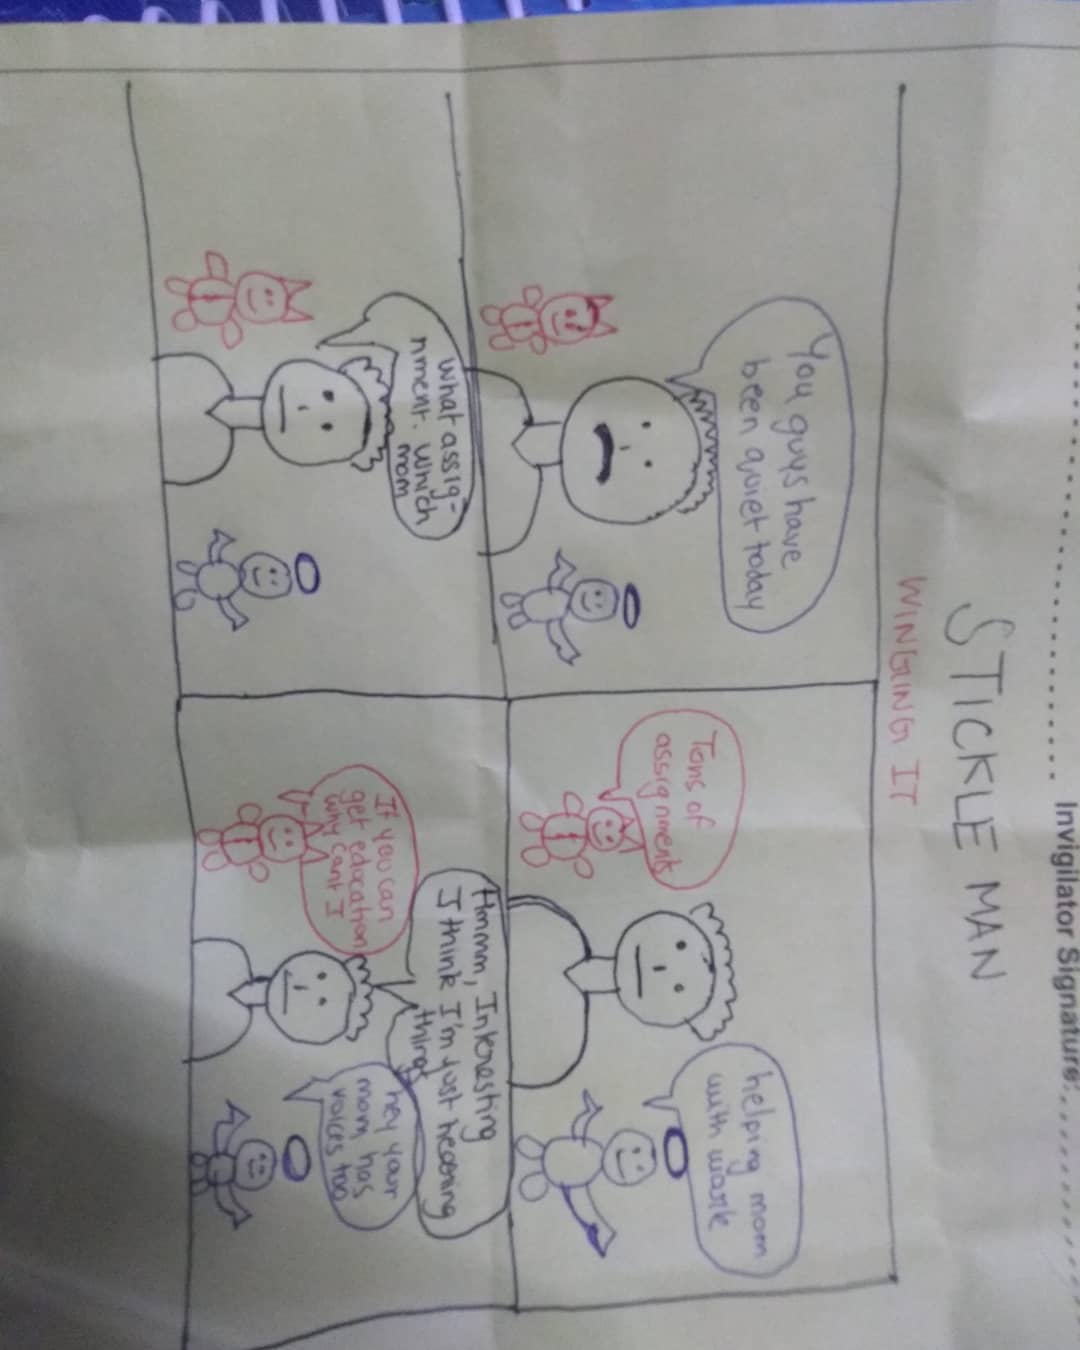 Invigilator Signature:
STICKLE MAN
WINGING IT
You guys have
been quiet today
Tons of
assignments
helping mom
with work
what assig-
nment. Which
mom
If you can
get education
why cant I
Hmmm, Interesting
I think I'm just hearing
things
hey your
mom has
voices too